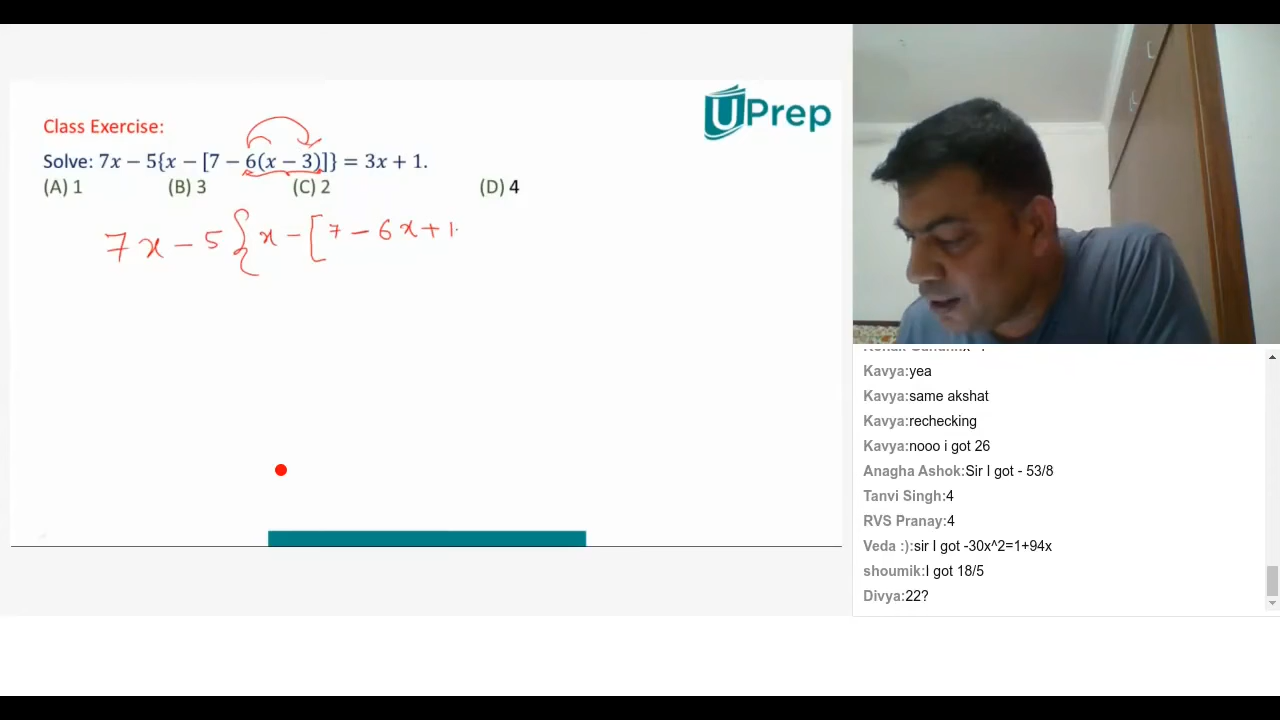 UPrep
Class Exercise:
Solve: 7x − 5{x − [7 − 6(x − 3)]} = 3x + 1.
(A) 1 (B) 3 (C) 2 (D) 4
7x − 5{x − [7 − 6x + 1
Kavya:yea
Kavya:same akshat
Kavya:rechecking
Kavya:nooo i got 26
Anagha Ashok:Sir I got - 53/8
Tanvi Singh:4
RVS Pranay:4
Veda :):sir I got -30x^2=1+94x
shoumik:I got 18/5
Divya:22?